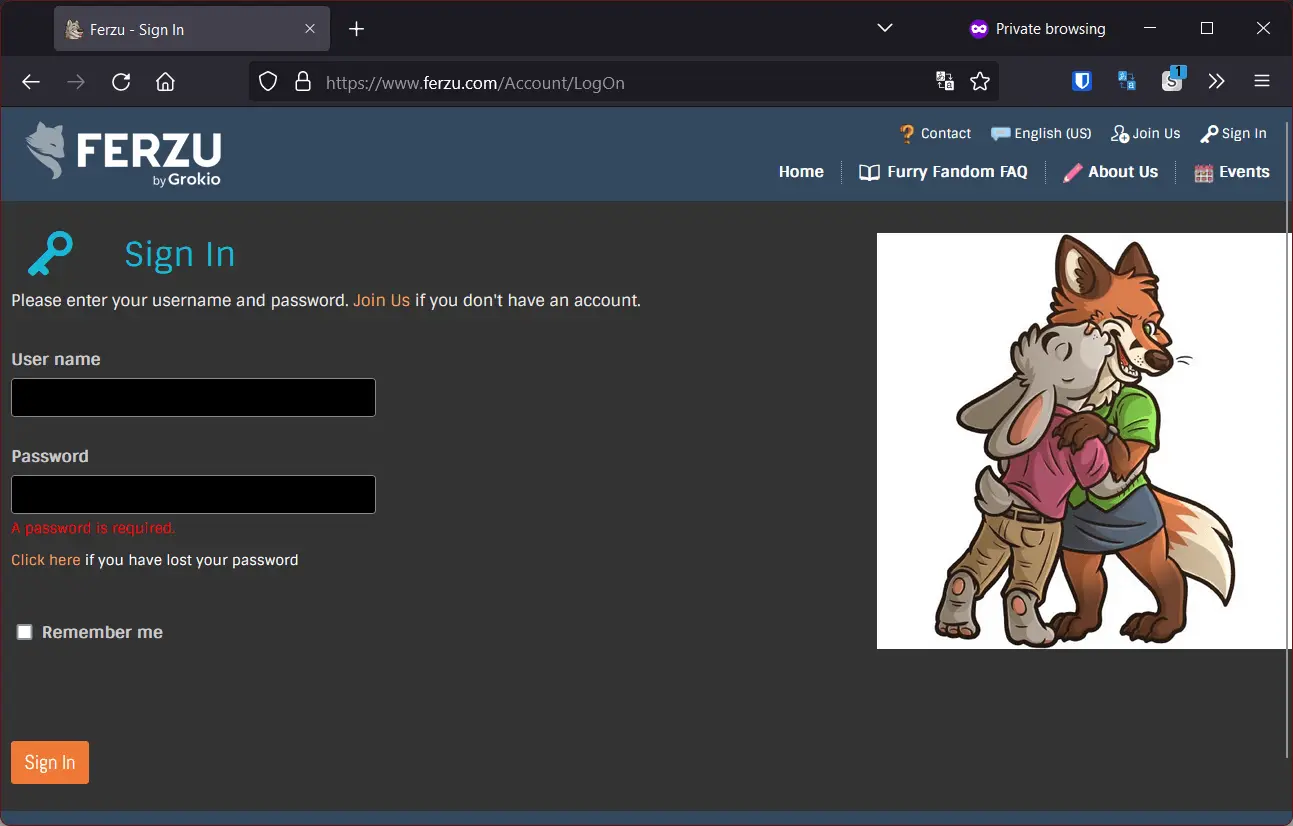 Ferzu - Sign In
Private browsing
https://www.ferzu.com/Account/LogOn
S 1
FERZU
by Grokio
Contact English (US) Join Us Sign In
Home Furry Fandom FAQ About Us Events
Sign In
Please enter your username and password. Join Us if you don't have an account.
User name
Password
A password is required.
Click here if you have lost your password
Remember me
Sign In